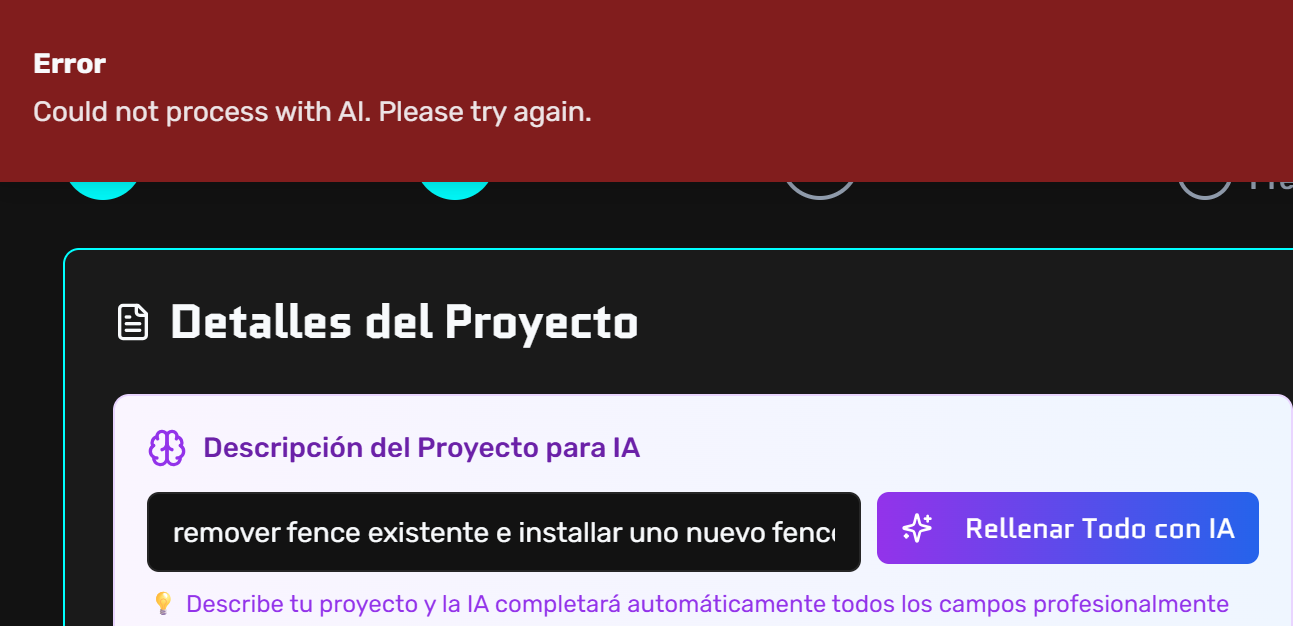 Error
Could not process with AI. Please try again.
Detalles del Proyecto
Descripción del Proyecto para IA
remover fence existente e installar uno nuevo
Rellenar Todo con IA
Describe tu proyecto y la IA completará automáticamente todos los campos profesionalmente